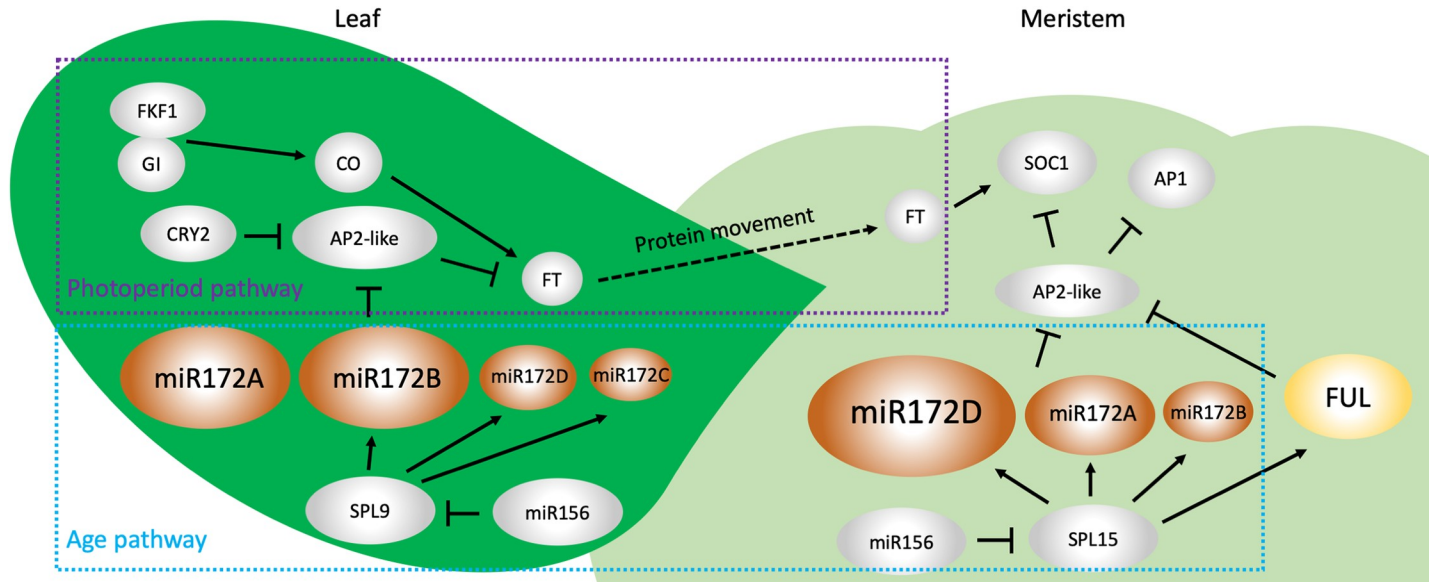 Leaf
Meristem
FKF1
GI
CO
SOC1
AP1
CRY2
AP2-like
FT
Protein movement
FT
AP2-like
Photoperiod pathway
miR172A
miR172B
miR172D
miR172C
miR172D
miR172A
miR172B
FUL
SPL9
miR156
miR156
SPL15
Age pathway